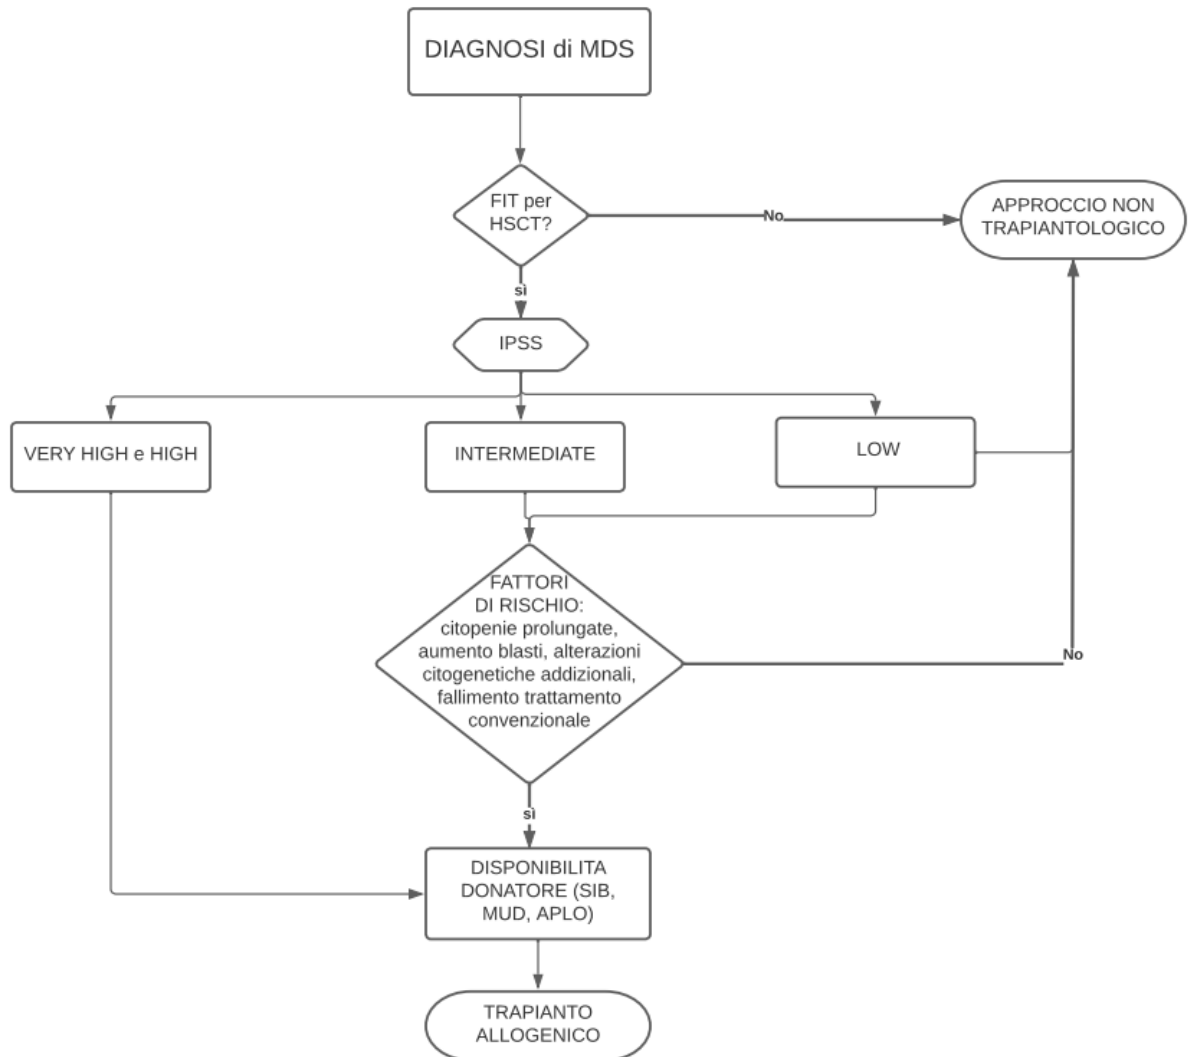 DIAGNOSI di MDS
FIT per
HSCT?
No
APPROCCIO NON
TRAPIANTOLOGICO
sì
IPSS
VERY HIGH e HIGH
INTERMEDIATE
LOW
FATTORI
DI RISCHIO:
citopenie prolungate,
aumento blasti, alterazioni
citogenetiche addizionali,
fallimento trattamento
convenzionale
No
sì
DISPONIBILITA
DONATORE (SIB,
MUD, APLO)
TRAPIANTO
ALLOGENICO